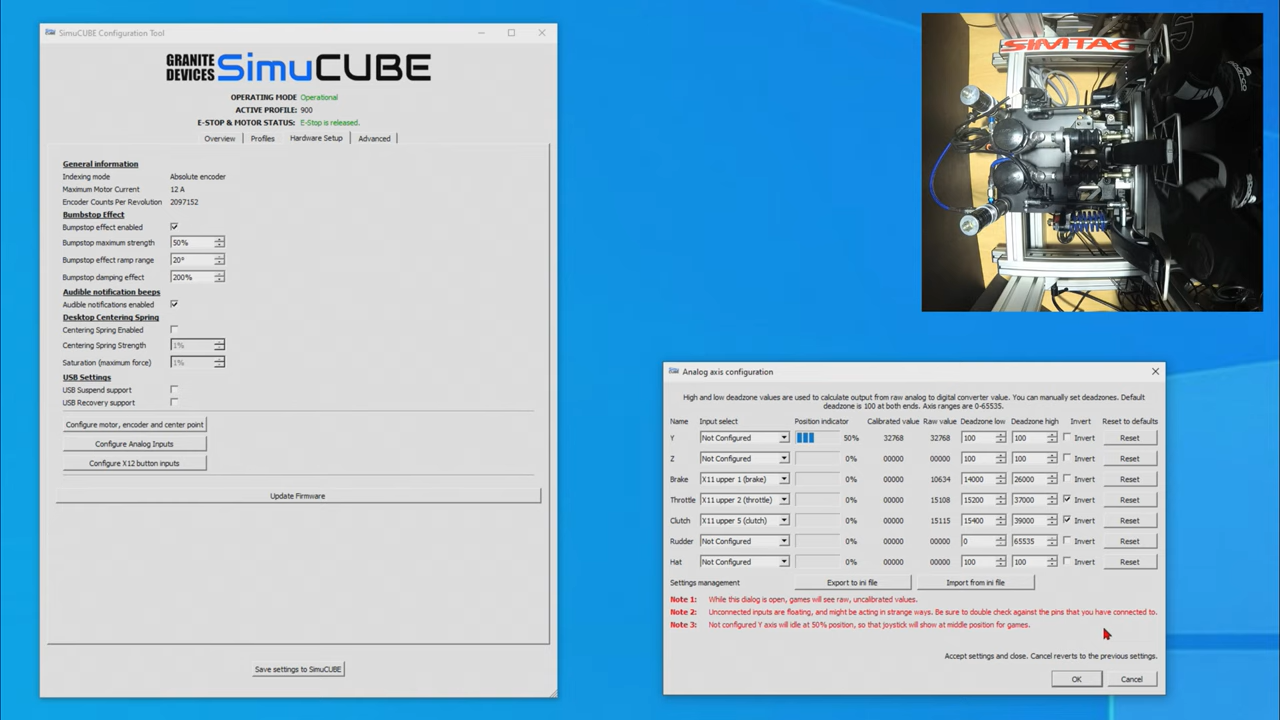 SimuCUBE Configuration Tool
GRANITE DEVICES SimuCUBE
OPERATING MODE Operational
ACTIVE PROFILE: 900
E-STOP & MOTOR STATUS: E-Stop is released.
Overview Profiles Hardware Setup Advanced
General information
Indexing mode Absolute encoder
Maximum Motor Current 12 A
Encoder Counts Per Revolution 2097152
Bumbstop Effect
Bumpstop effect enabled
Bumpstop maximum strength 50%
Bumpstop effect ramp range 20°
Bumpstop damping effect 200%
Audible notification beeps
Audible notifications enabled
Desktop Centering Spring
Centering Spring Enabled
Centering Spring Strength 1%
Saturation (maximum force) 1%
USB Settings
USB Suspend support
USB Recovery support
Configure motor, encoder and center point
Configure Analog Inputs
Configure X12 button inputs
Update Firmware
Save settings to SimuCUBE
SIMTAG
Analog axis configuration
High and low deadzone values are used to calculate output from raw analog to digital converter value. You can manually set deadzones. Default
deadzone is 100 at both ends. Axis ranges are 0-65535.
Name Input select Position indicator Calibrated value Raw value Deadzone low Deadzone high Invert Reset to defaults
Y Not Configured 50% 32768 32768 100 100 Invert Reset
Z Not Configured 0% 00000 00000 100 100 Invert Reset
Brake X11 upper 1 (brake) 0% 00000 10634 14000 26000 Invert Reset
Throttle X11 upper 2 (throttle) 0% 00000 15108 15200 37000 Invert Reset
Clutch X11 upper 5 (clutch) 0% 00000 15115 15400 39000 Invert Reset
Rudder Not Configured 0% 00000 00000 0 65535 Invert Reset
Hat Not Configured 0% 00000 00000 100 100 Invert Reset
Settings management Export to ini file Import from ini file
Note 1: While this dialog is open, games will see raw, uncalibrated values.
Note 2: Unconnected inputs are floating, and might be acting in strange ways. Be sure to double check against the pins that you have connected to.
Note 3: Not configured Y axis will idle at 50% position, so that joystick will show at middle position for games.
Accept settings and close. Cancel reverts to the previous settings.
OK Cancel